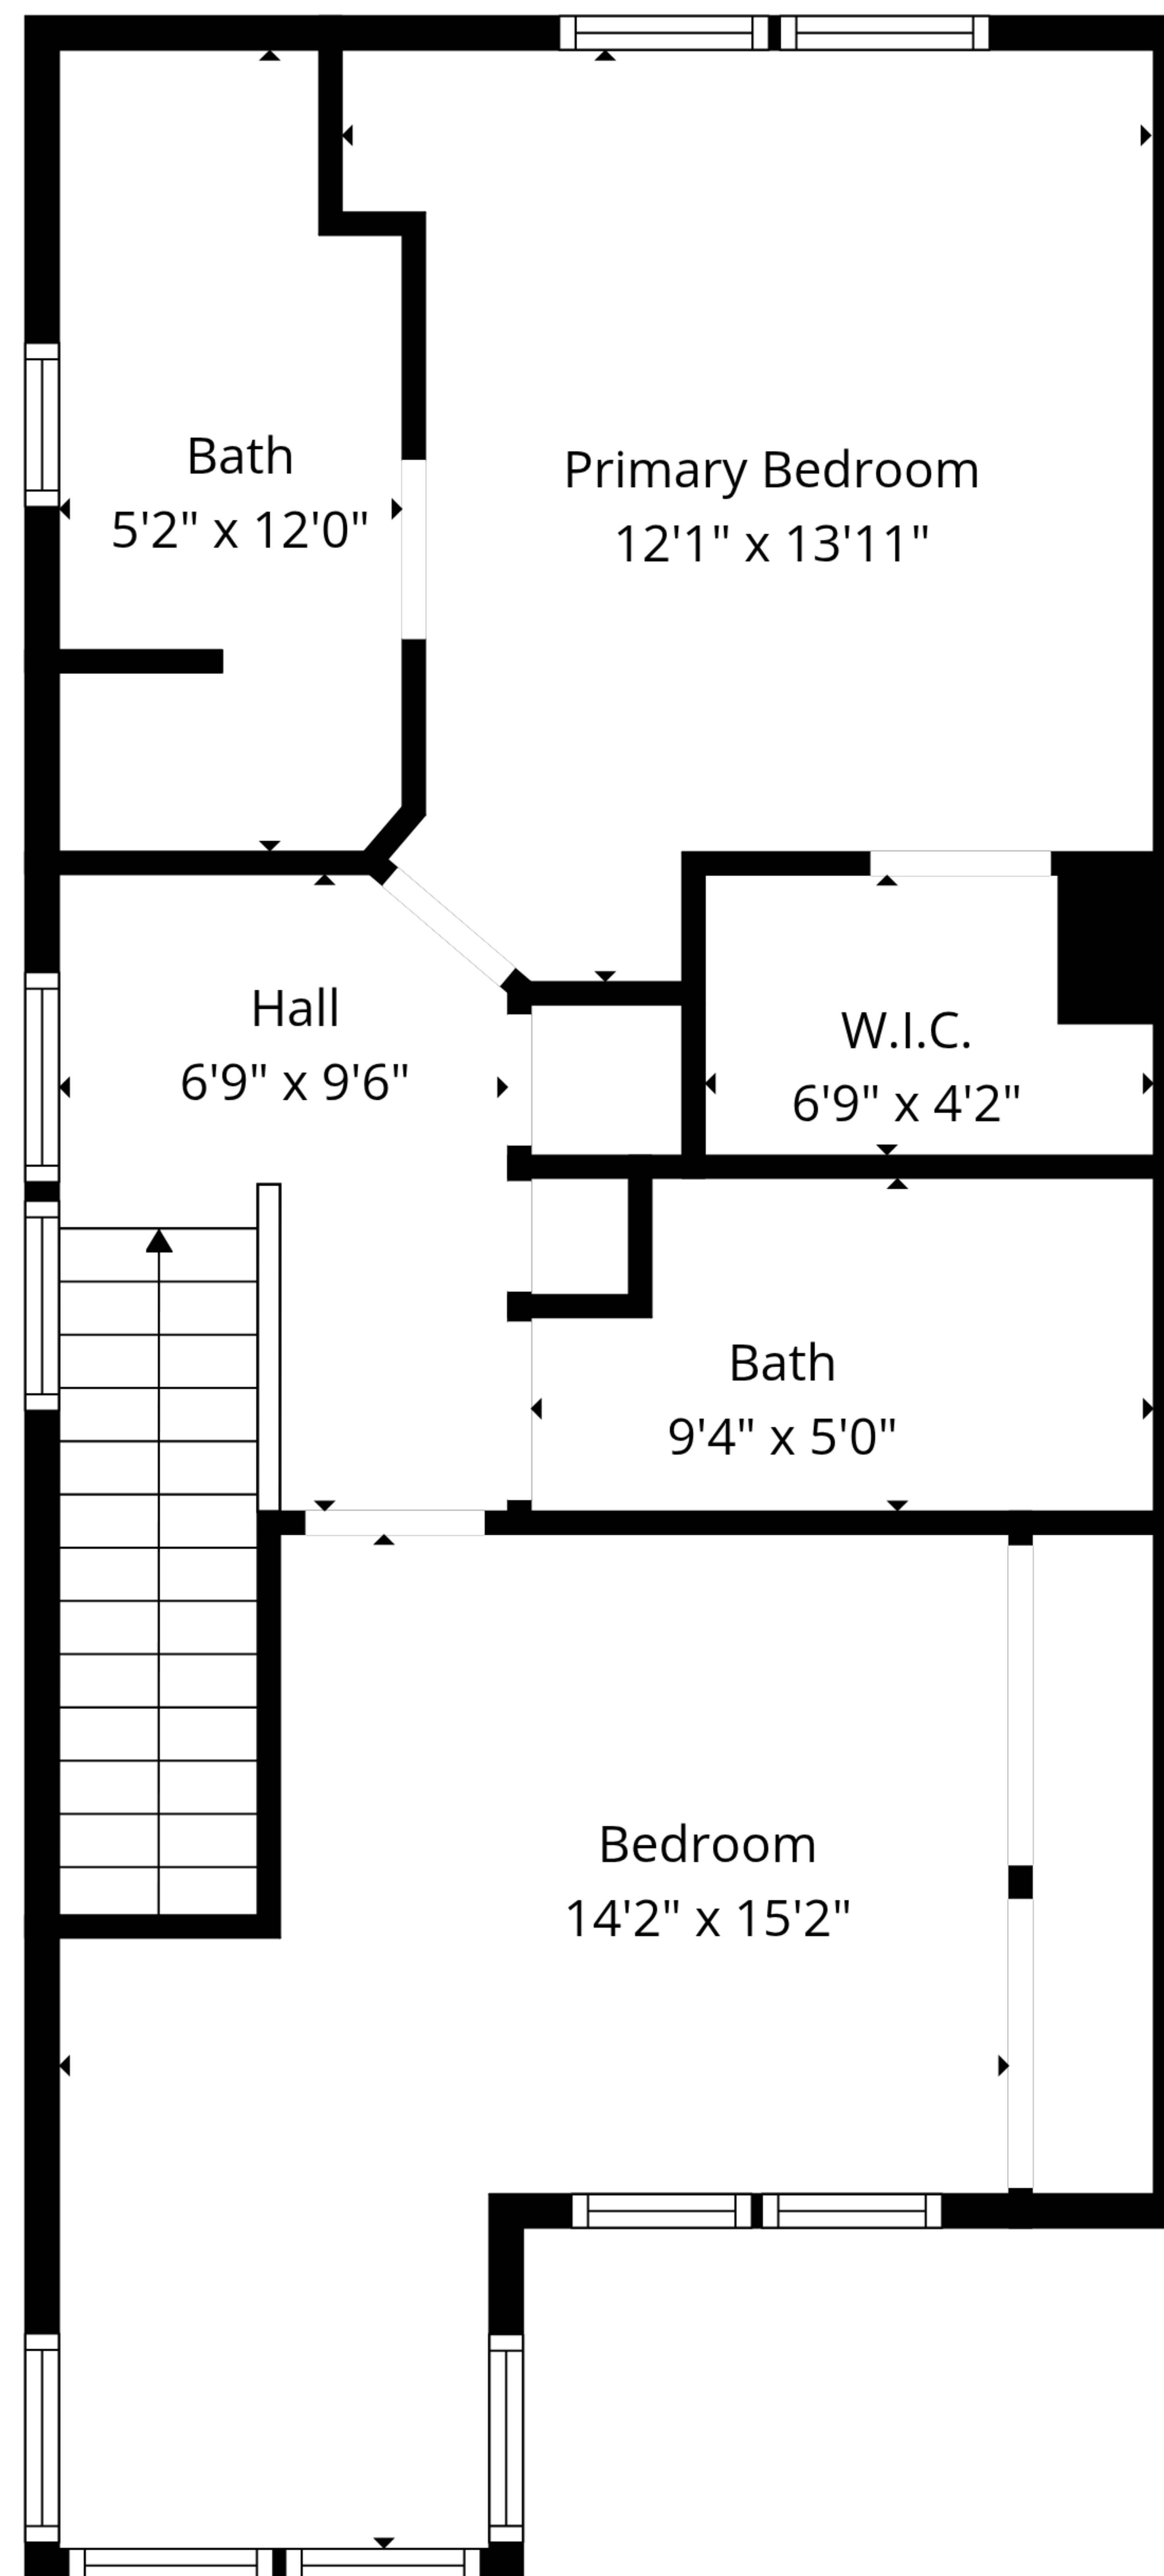 Bath
5'2" x 12'0"
Primary Bedroom
12'1" x 13'11"
Hall
6'9" x 9'6"
W.I.C.
6'9" x 4'2"
Bath
9'4" x 5'0"
Bedroom
14'2" x 15'2"